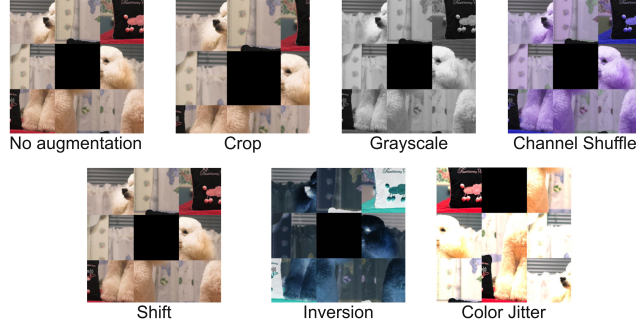 No augmentation
Crop
Grayscale
Channel Shuffle
Shift
Inversion
Color Jitter